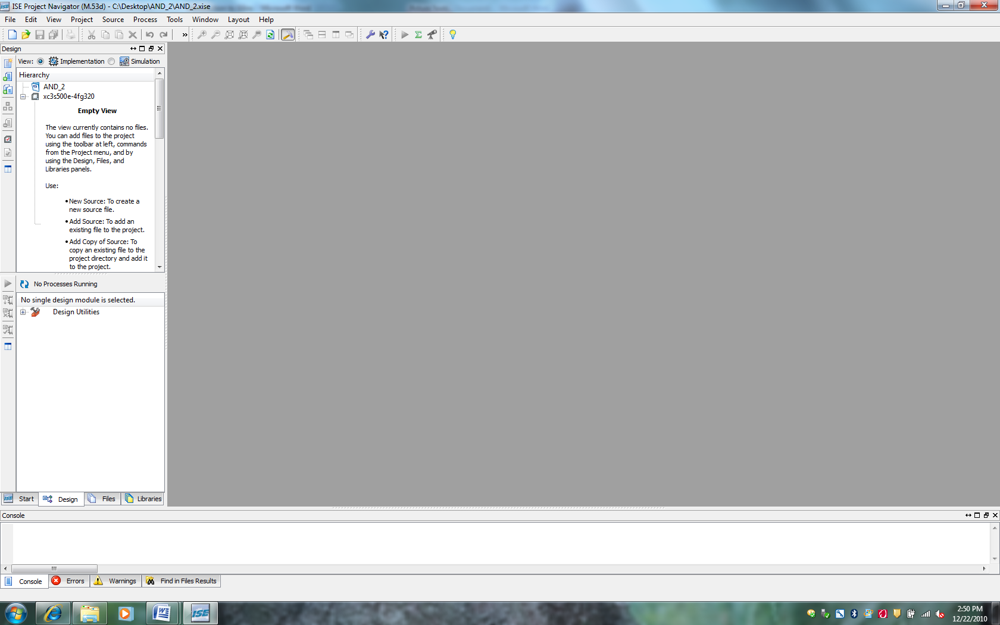 ISE Project Navigator (M.53d) - C:\Desktop\AND_2\AND_2.xise
File Edit View Project Source Process Tools Window Layout Help
Design
View: Implementation Simulation
Hierarchy
AND_2
xc3s500e-4fg320
Empty View
The view currently contains no files.
You can add files to the project
using the toolbar at left, commands
from the Project menu, and by
using the Design, Files, and
Libraries panels.
Use:
• New Source: To create a
new source file.
• Add Source: To add an
existing file to the project.
• Add Copy of Source: To
copy an existing file to the
project directory and add it
to the project.
No Processes Running
No single design module is selected.
Design Utilities
Start Design Files Libraries
Console
Console Errors Warnings Find in Files Results
ISE
2:50 PM
12/22/2010